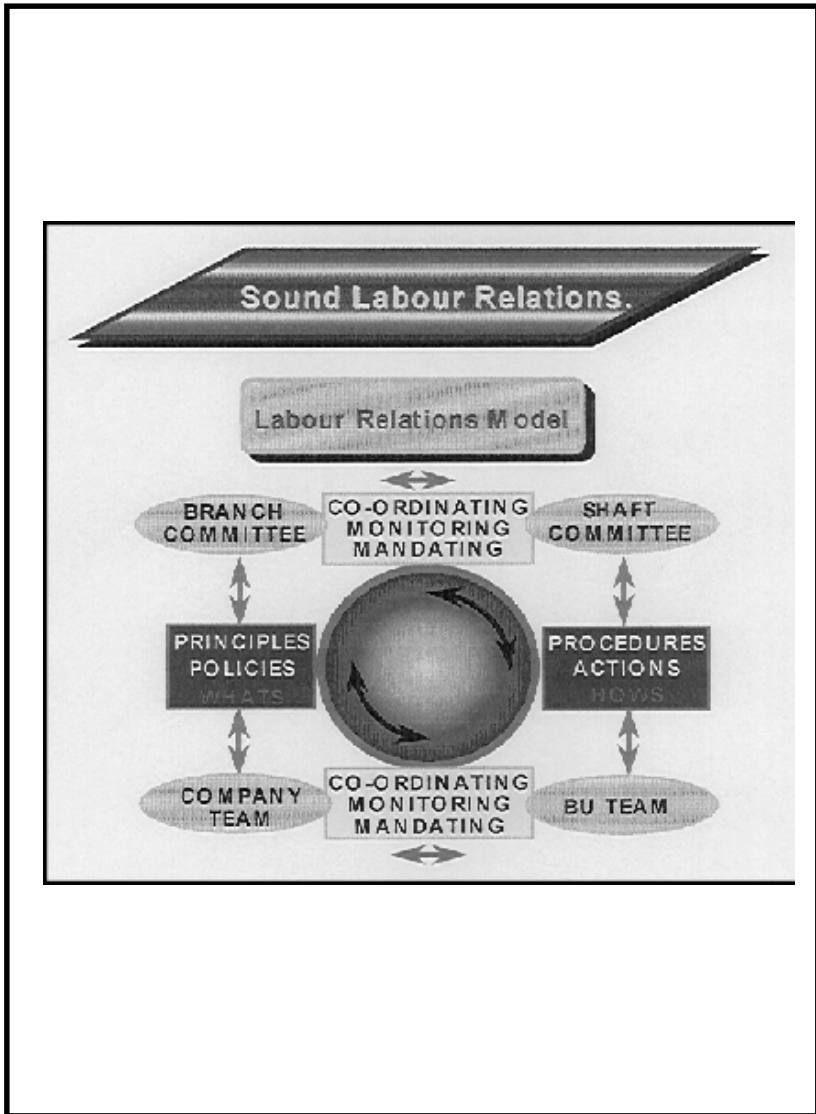 Sound Labour Relations.
Labour Relations Model
BRANCH
COMMITTEE
CO-ORDINATING
MONITORING
MANDATING
SHAFT
COMMITTEE
PRINCIPLES
POLICIES
WHATS
PROCEDURES
ACTIONS
HOWS
COMPANY
TEAM
CO-ORDINATING
MONITORING
MANDATING
BU TEAM